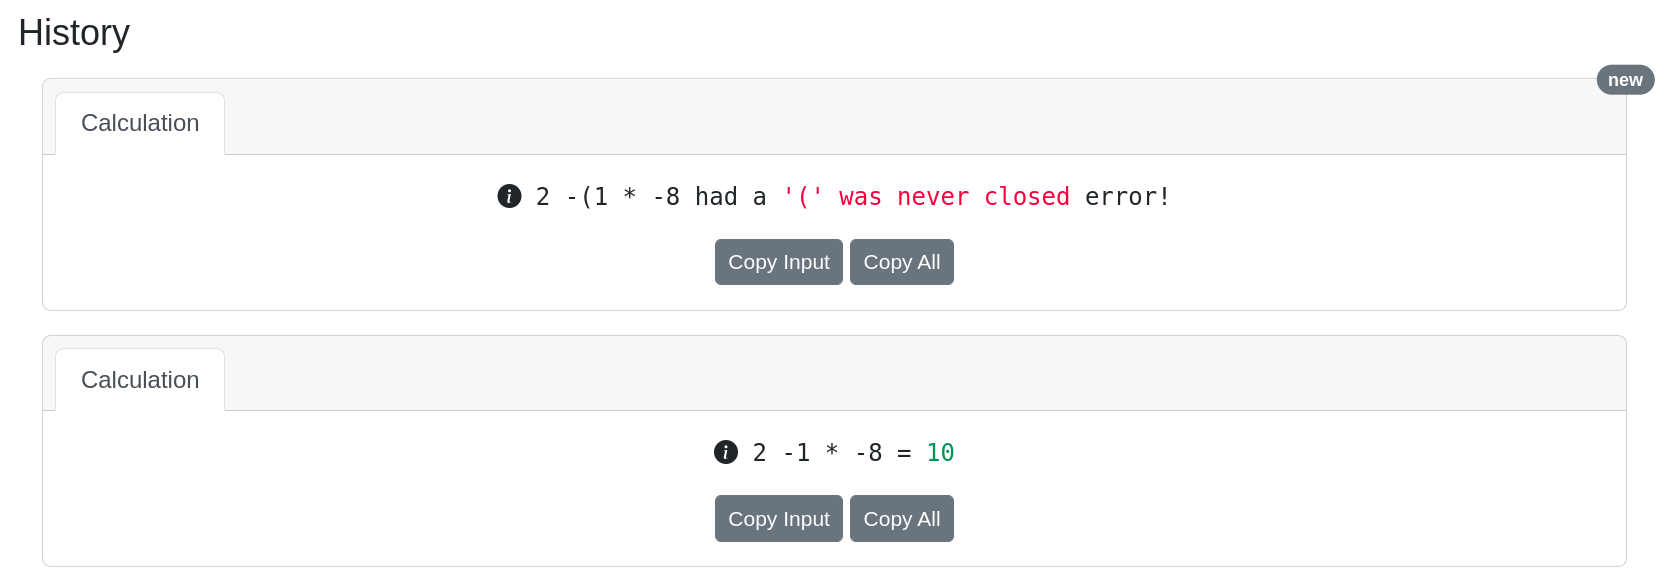 History
new
Calculation
2 -(1 * -8 had a '(' was never closed error!
Copy Input Copy All
Calculation
2 -1 * -8 = 10
Copy Input Copy All